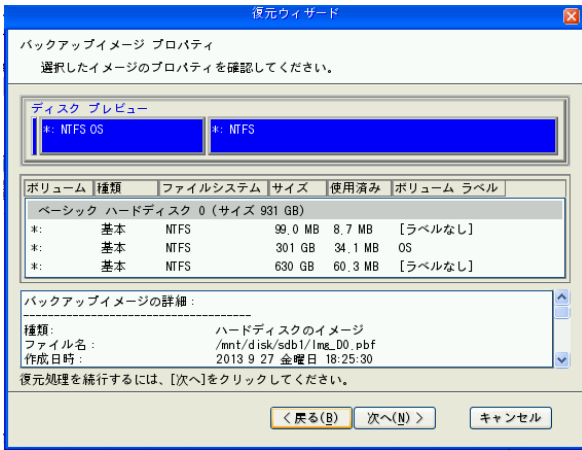 復元ウィザード
バックアップイメージ プロパティ
選択したイメージのプロパティを確認してください。
ディスク プレビュー
*: NTFS OS *: NTFS
ボリューム 種類 ファイルシステム サイズ 使用済み ボリューム ラベル
ベーシック ハードディスク 0 (サイズ 931 GB)
*: 基本 NTFS 99.0 MB 8.7 MB [ラベルなし]
*: 基本 NTFS 301 GB 34.1 MB OS
*: 基本 NTFS 630 GB 60.3 MB [ラベルなし]
バックアップイメージの詳細:
------------------------------------
種類: ハードディスクのイメージ
ファイル名: /mnt/disk/sdb1/Img_D0.pbf
作成日時: 2013 9 27 金曜日 18:25:30
復元処理を続行するには、[次へ]をクリックしてください。
<戻る(B) 次へ(N)> キャンセル